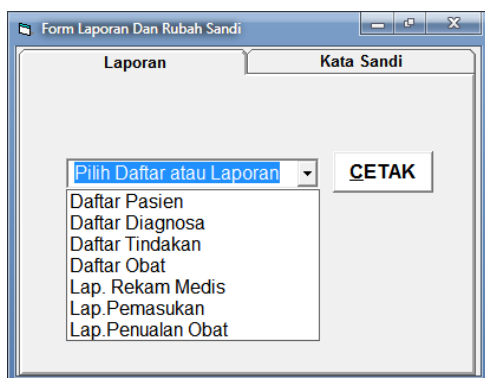 Form Laporan Dan Rubah Sandi
Laporan Kata Sandi
Pilih Daftar atau Laporan CETAK
Daftar Pasien
Daftar Diagnosa
Daftar Tindakan
Daftar Obat
Lap. Rekam Medis
Lap.Pemasukan
Lap.Penualan Obat